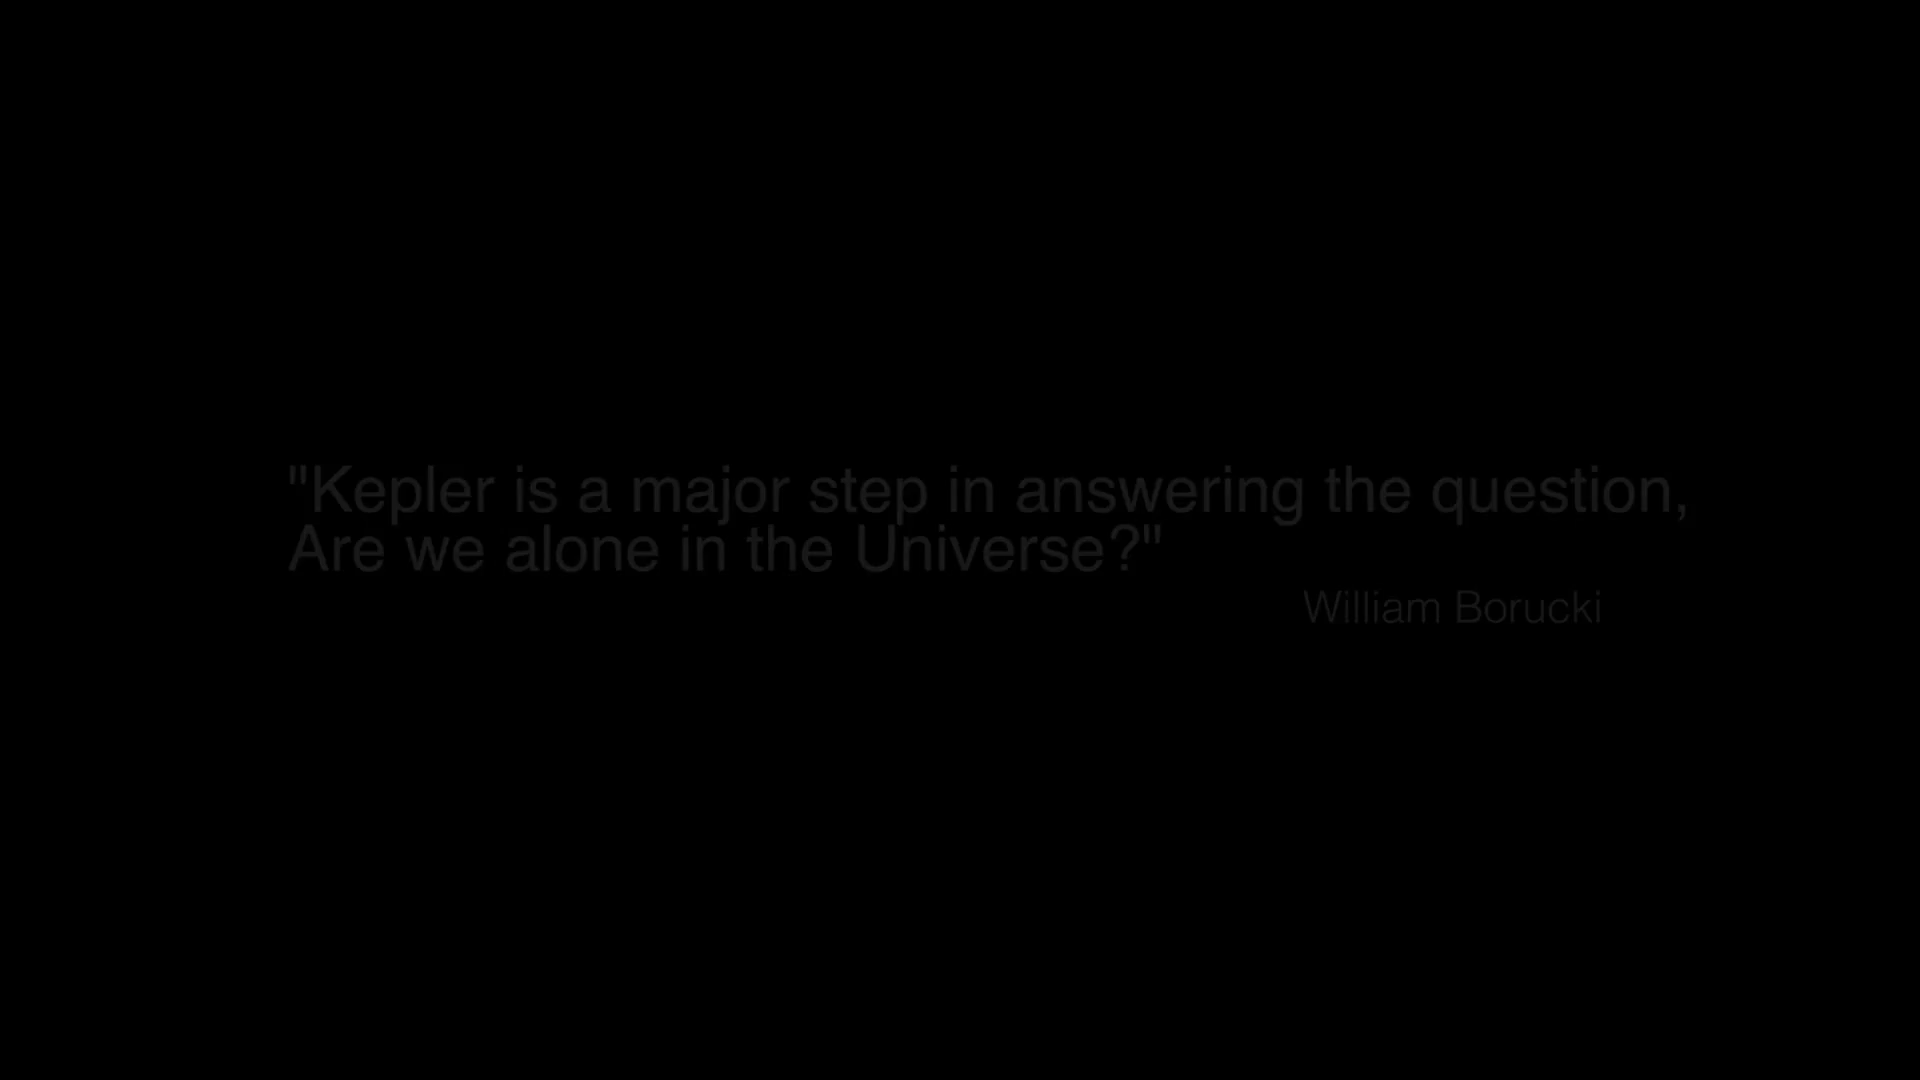 "Kepler is a major step in answering the question,
Are we alone in the Universe?"
William Borucki